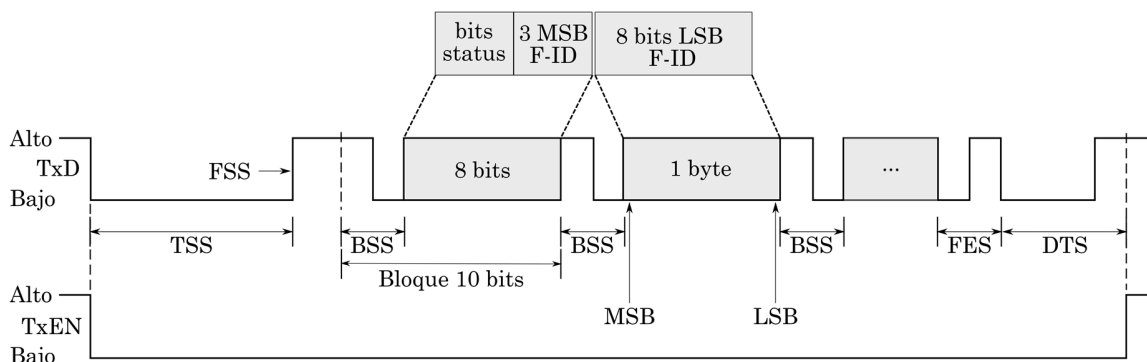 bits
status
3 MSB
F-ID
8 bits LSB
F-ID
Alto
TxD
Bajo
FSS
8 bits
1 byte
...
TSS
BSS
BSS
BSS
FES
DTS
Bloque 10 bits
MSB
LSB
Alto
TxEN
Bajo